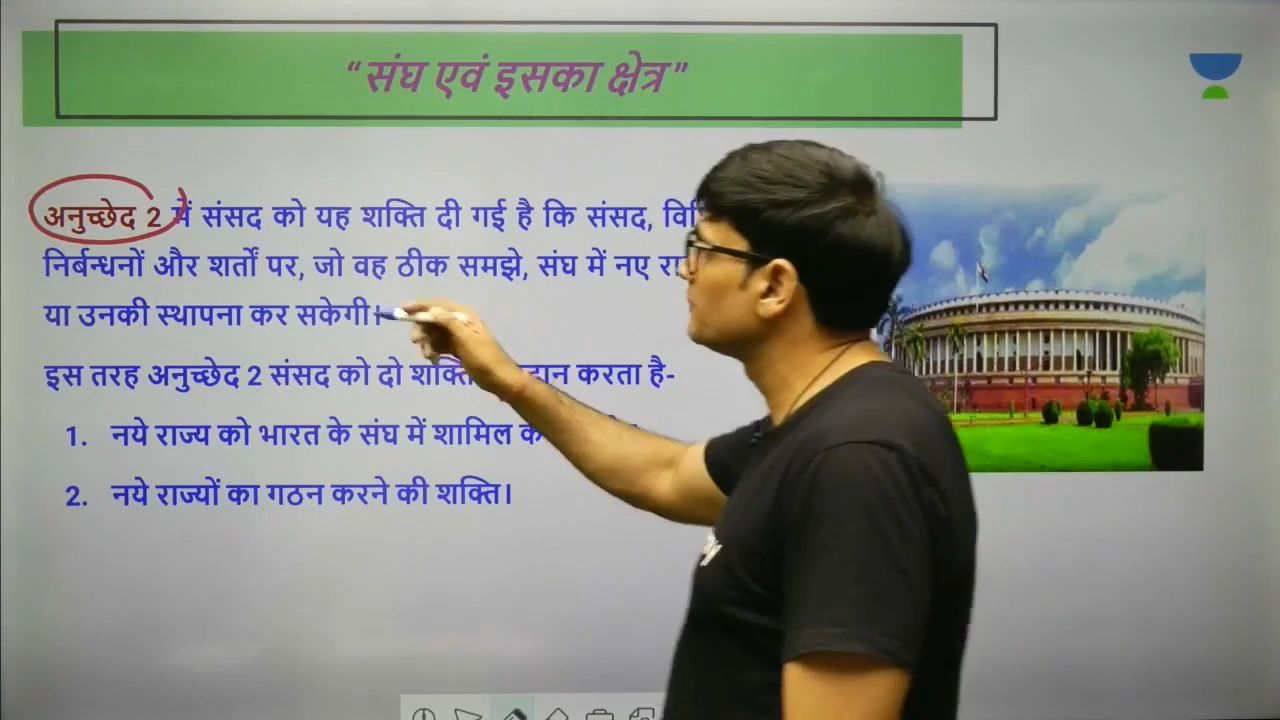 “संघ एवं इसका क्षेत्र”
अनुच्छेद 2 में संसद को यह शक्ति दी गई है कि संसद,
निर्बन्धनों और शर्तों पर, जो वह ठीक समझे, संघ में नए
या उनकी स्थापना कर सकेगी।
इस तरह अनुच्छेद 2 संसद को दो करता है-
1. नये राज्य को भारत के संघ में शामिल
2. नये राज्यों का गठन करने की शक्ति।